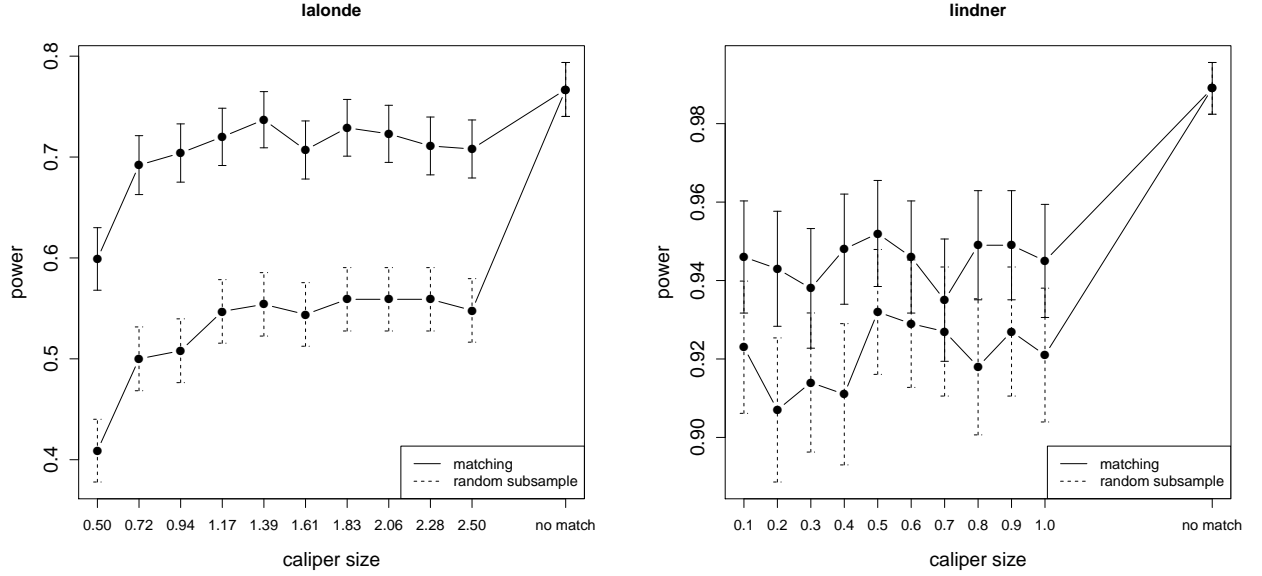 lalonde
power
0.8
0.7
0.6
0.5
0.4
matching
random subsample
0.50 0.72 0.94 1.17 1.39 1.61 1.83 2.06 2.28 2.50 no match
caliper size
lindner
power
0.98
0.96
0.94
0.92
0.90
matching
random subsample
0.1 0.2 0.3 0.4 0.5 0.6 0.7 0.8 0.9 1.0 no match
caliper size